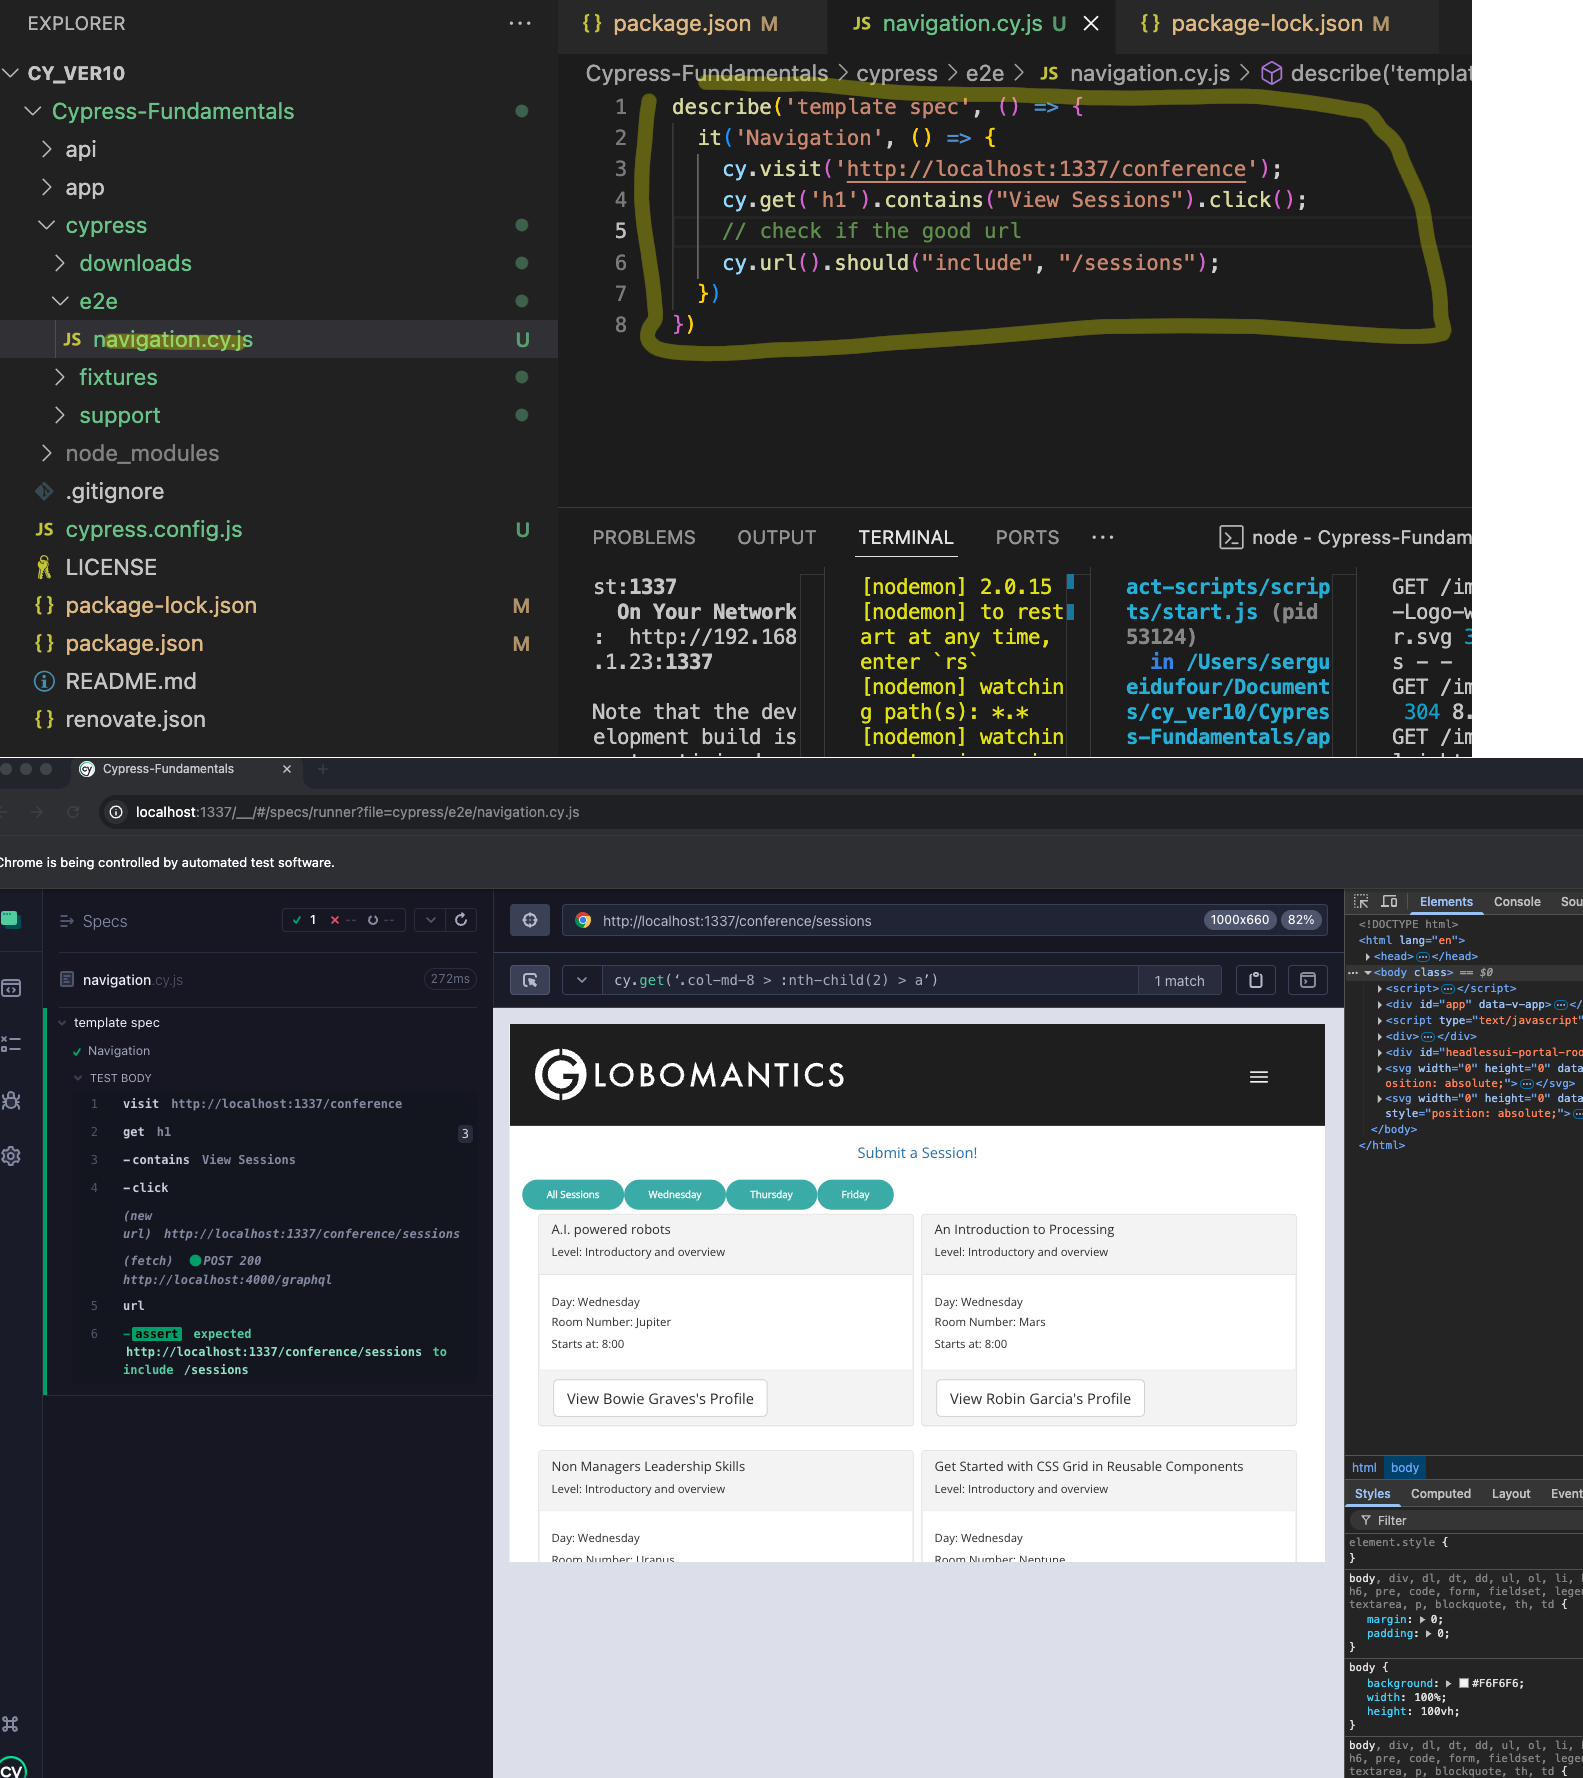 EXPLORER
CY_VER10
Cypress-Fundamentals
api
app
cypress
downloads
e2e
JS navigation.cy.js U
fixtures
support
node_modules
.gitignore
JS cypress.config.js U
LICENSE
{} package-lock.json M
{} package.json M
README.md
{} renovate.json
{} package.json M
JS navigation.cy.js U
{} package-lock.json M
Cypress-Fundamentals > cypress > e2e > JS navigation.cy.js > describe('templat
1 describe('template spec', () => {
2 it('Navigation', () => {
3 cy.visit('http://localhost:1337/conference');
4 cy.get('h1').contains("View Sessions").click();
5 // check if the good url
6 cy.url().should("include", "/sessions");
7 })
8 })
PROBLEMS OUTPUT TERMINAL PORTS ... node - Cypress-Fundam
st:1337
On Your Network
: http://192.168
.1.23:1337
Note that the dev
elopment build is
[nodemon] 2.0.15
[nodemon] to rest
art at any time,
enter `rs`
[nodemon] watchin
g path(s): *.*
[nodemon] watchin
act-scripts/scrip
ts/start.js (pid
53124)
in /Users/sergu
eidufour/Document
s/cy_ver10/Cypres
s-Fundamentals/ap
GET /im
-Logo-w
r.svg 3
s - -
GET /im
304 8.
GET /im
Cypress-Fundamentals
localhost:1337/__/#/specs/runner?file=cypress/e2e/navigation.cy.js
Chrome is being controlled by automated test software.
Specs
1 -- --
navigation.cy.js 272ms
template spec
Navigation
TEST BODY
1 visit http://localhost:1337/conference
2 get h1 3
3 -contains View Sessions
4 -click
(new
url) http://localhost:1337/conference/sessions
(fetch) POST 200
http://localhost:4000/graphql
5 url
6 -assert expected
http://localhost:1337/conference/sessions to
include /sessions
http://localhost:1337/conference/sessions 1000x660 82%
cy.get(‘.col-md-8 > :nth-child(2) > a’) 1 match
GLOBOMANTICS
Submit a Session!
All Sessions Wednesday Thursday Friday
A.I. powered robots
Level: Introductory and overview
Day: Wednesday
Room Number: Jupiter
Starts at: 8:00
View Bowie Graves's Profile
An Introduction to Processing
Level: Introductory and overview
Day: Wednesday
Room Number: Mars
Starts at: 8:00
View Robin Garcia's Profile
Non Managers Leadership Skills
Level: Introductory and overview
Day: Wednesday
Room Number: Uranus
Get Started with CSS Grid in Reusable Components
Level: Introductory and overview
Day: Wednesday
Room Number: Neptune
Elements Console Sou
<!DOCTYPE html>
<html lang="en">
<head>…</head>
<body class> == $0
<script>…</script>
<div id="app" data-v-app>…</
<script type="text/javascript"
<div>…</div>
<div id="headlessui-portal-roo
<svg width="0" height="0" data
osition: absolute;">…</svg>
<svg width="0" height="0" data
style="position: absolute;">…
</body>
</html>
html body
Styles Computed Layout Event
Filter
element.style {
}
body, div, dl, dt, dd, ul, ol, li,
h6, pre, code, form, fieldset, lege
textarea, p, blockquote, th, td {
margin: 0;
padding: 0;
}
body {
background: #F6F6F6;
width: 100%;
height: 100vh;
}
body, div, dl, dt, dd, ul, ol, li,
h6, pre, code, form, fieldset, lege
textarea, p, blockquote, th, td {
CY